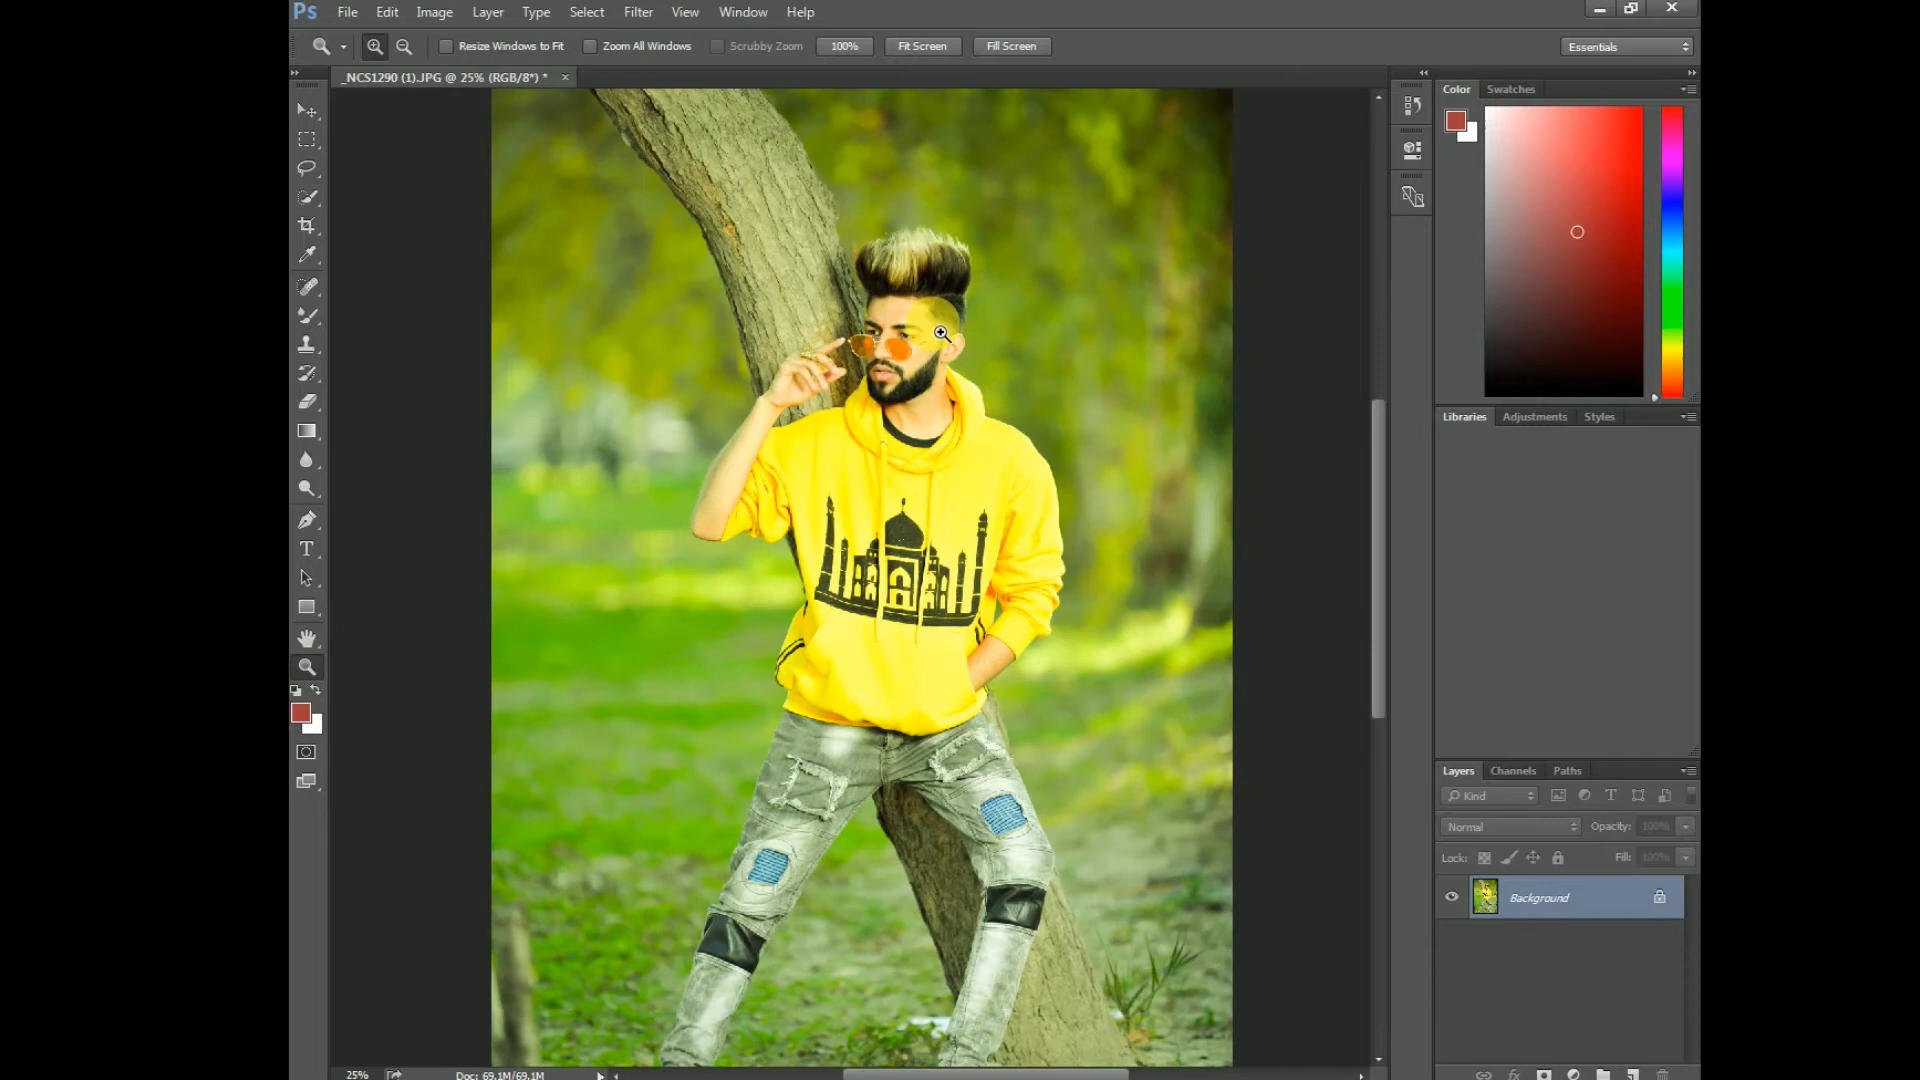 Ps File Edit Image Layer Type Select Filter View Window Help
Resize Windows to Fit Zoom All Windows Scrubby Zoom 100% Fit Screen Fill Screen Essentials
_NCS1290 (1).JPG @ 25% (RGB/8*) * ×
Color Swatches
Libraries Adjustments Styles
Layers Channels Paths
Kind
Normal Opacity: 100%
Lock: Fill: 100%
Background
25% Doc: 69.1M/69.1M